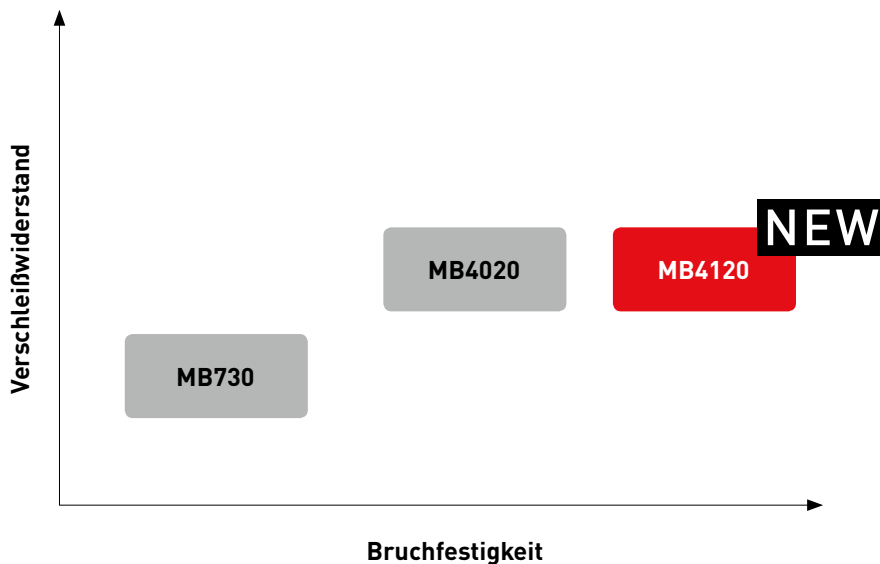 Verschleißwiderstand
NEW
MB4020
MB4120
MB730
Bruchfestigkeit